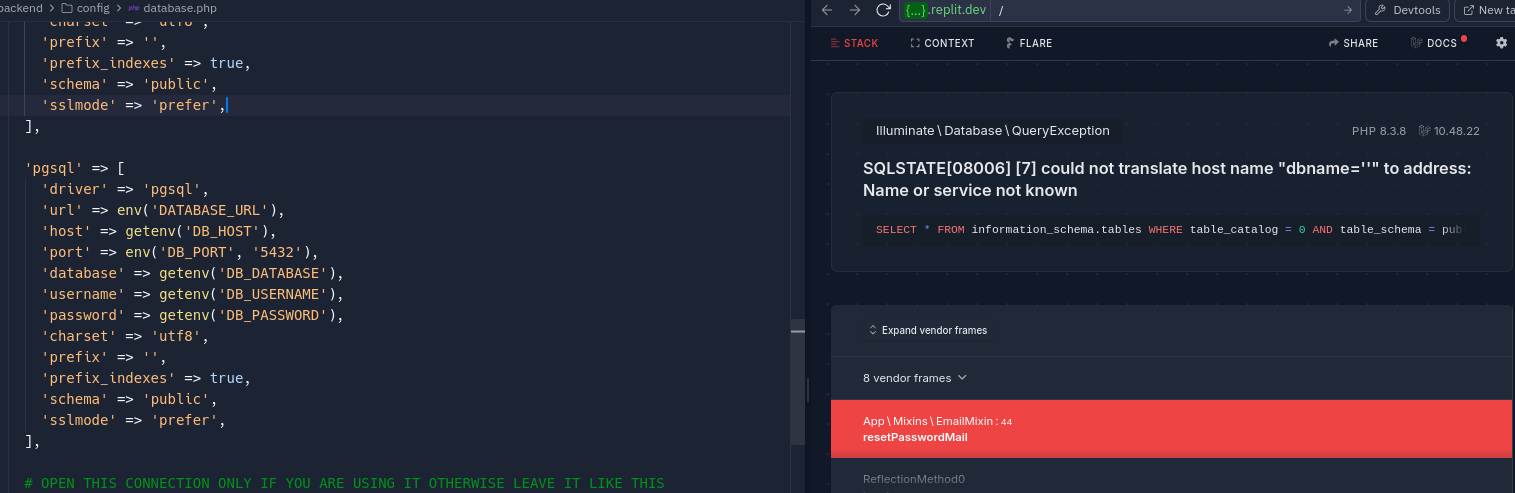 backend > config > database.php
'charset' => 'utf8',
'prefix' => '',
'prefix_indexes' => true,
'schema' => 'public',
'sslmode' => 'prefer',
],
'pgsql' => [
'driver' => 'pgsql',
'url' => env('DATABASE_URL'),
'host' => getenv('DB_HOST'),
'port' => env('DB_PORT', '5432'),
'database' => getenv('DB_DATABASE'),
'username' => getenv('DB_USERNAME'),
'password' => getenv('DB_PASSWORD'),
'charset' => 'utf8',
'prefix' => '',
'prefix_indexes' => true,
'schema' => 'public',
'sslmode' => 'prefer',
],
# OPEN THIS CONNECTION ONLY IF YOU ARE USING IT OTHERWISE LEAVE IT LIKE THIS
{...}.replit.dev /
Devtools
New ta
STACK
CONTEXT
FLARE
SHARE
DOCS
Illuminate\Database\QueryException
PHP 8.3.8
10.48.22
SQLSTATE[08006] [7] could not translate host name "dbname=''" to address:
Name or service not known
SELECT * FROM information_schema.tables WHERE table_catalog = 0 AND table_schema = pub
Expand vendor frames
8 vendor frames
App\Mixins\EmailMixin:44
resetPasswordMail
ReflectionMethod0